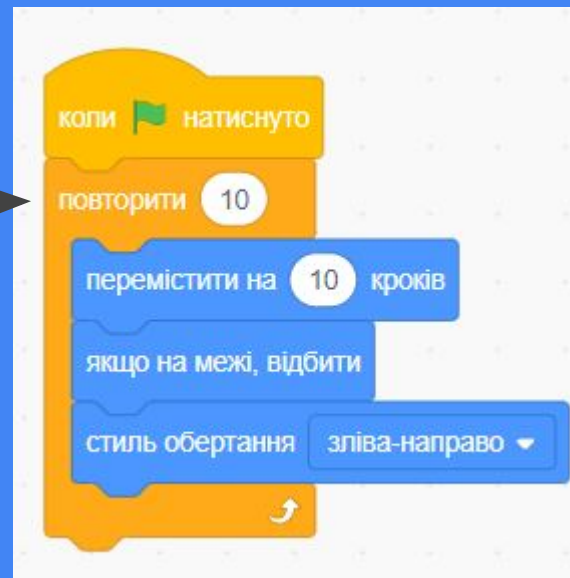 коли натиснуто
повторити 10
перемістити на 10 кроків
якщо на межі, відбити
стиль обертання зліва-направо